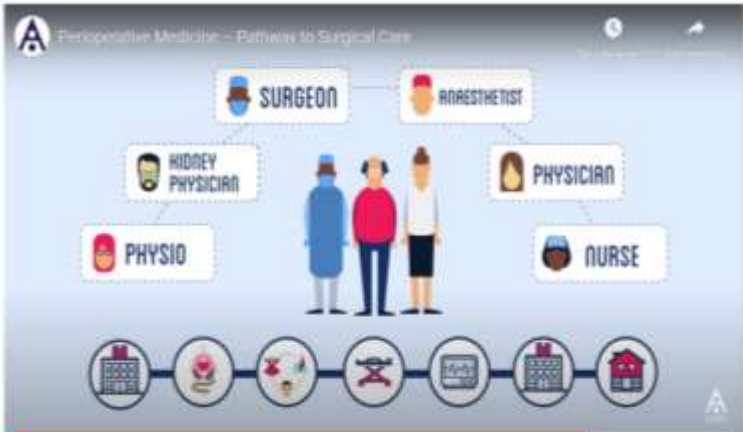 Perioperative Medicine – Pathway to Surgical Care
SURGEON
ANAESTHETIST
KIDNEY
PHYSICIAN
PHYSICIAN
PHYSIO
NURSE